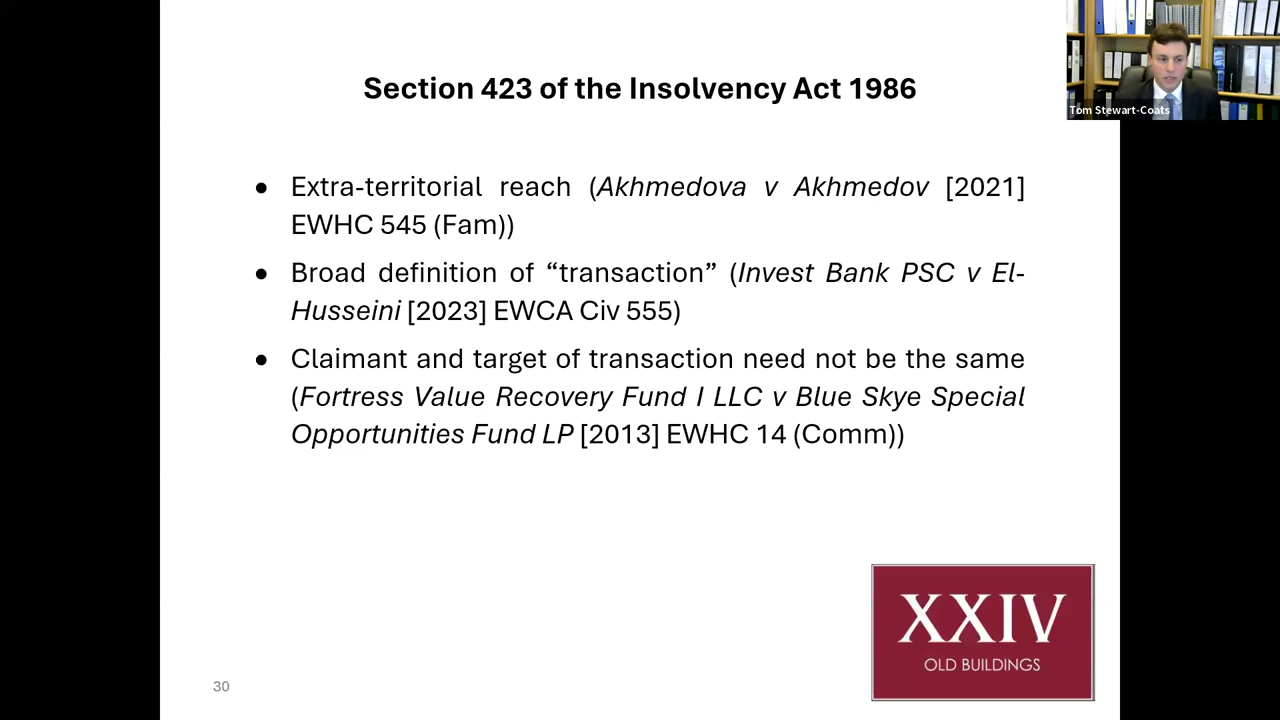 Section 423 of the Insolvency Act 1986
Tom Stewart-Coats
● Extra-territorial reach (Akhmedova v Akhmedov [2021]
EWHC 545 (Fam))
● Broad definition of “transaction” (Invest Bank PSC v El-
Husseini [2023] EWCA Civ 555)
● Claimant and target of transaction need not be the same
(Fortress Value Recovery Fund I LLC v Blue Skye Special
Opportunities Fund LP [2013] EWHC 14 (Comm))
XXIV
OLD BUILDINGS
30